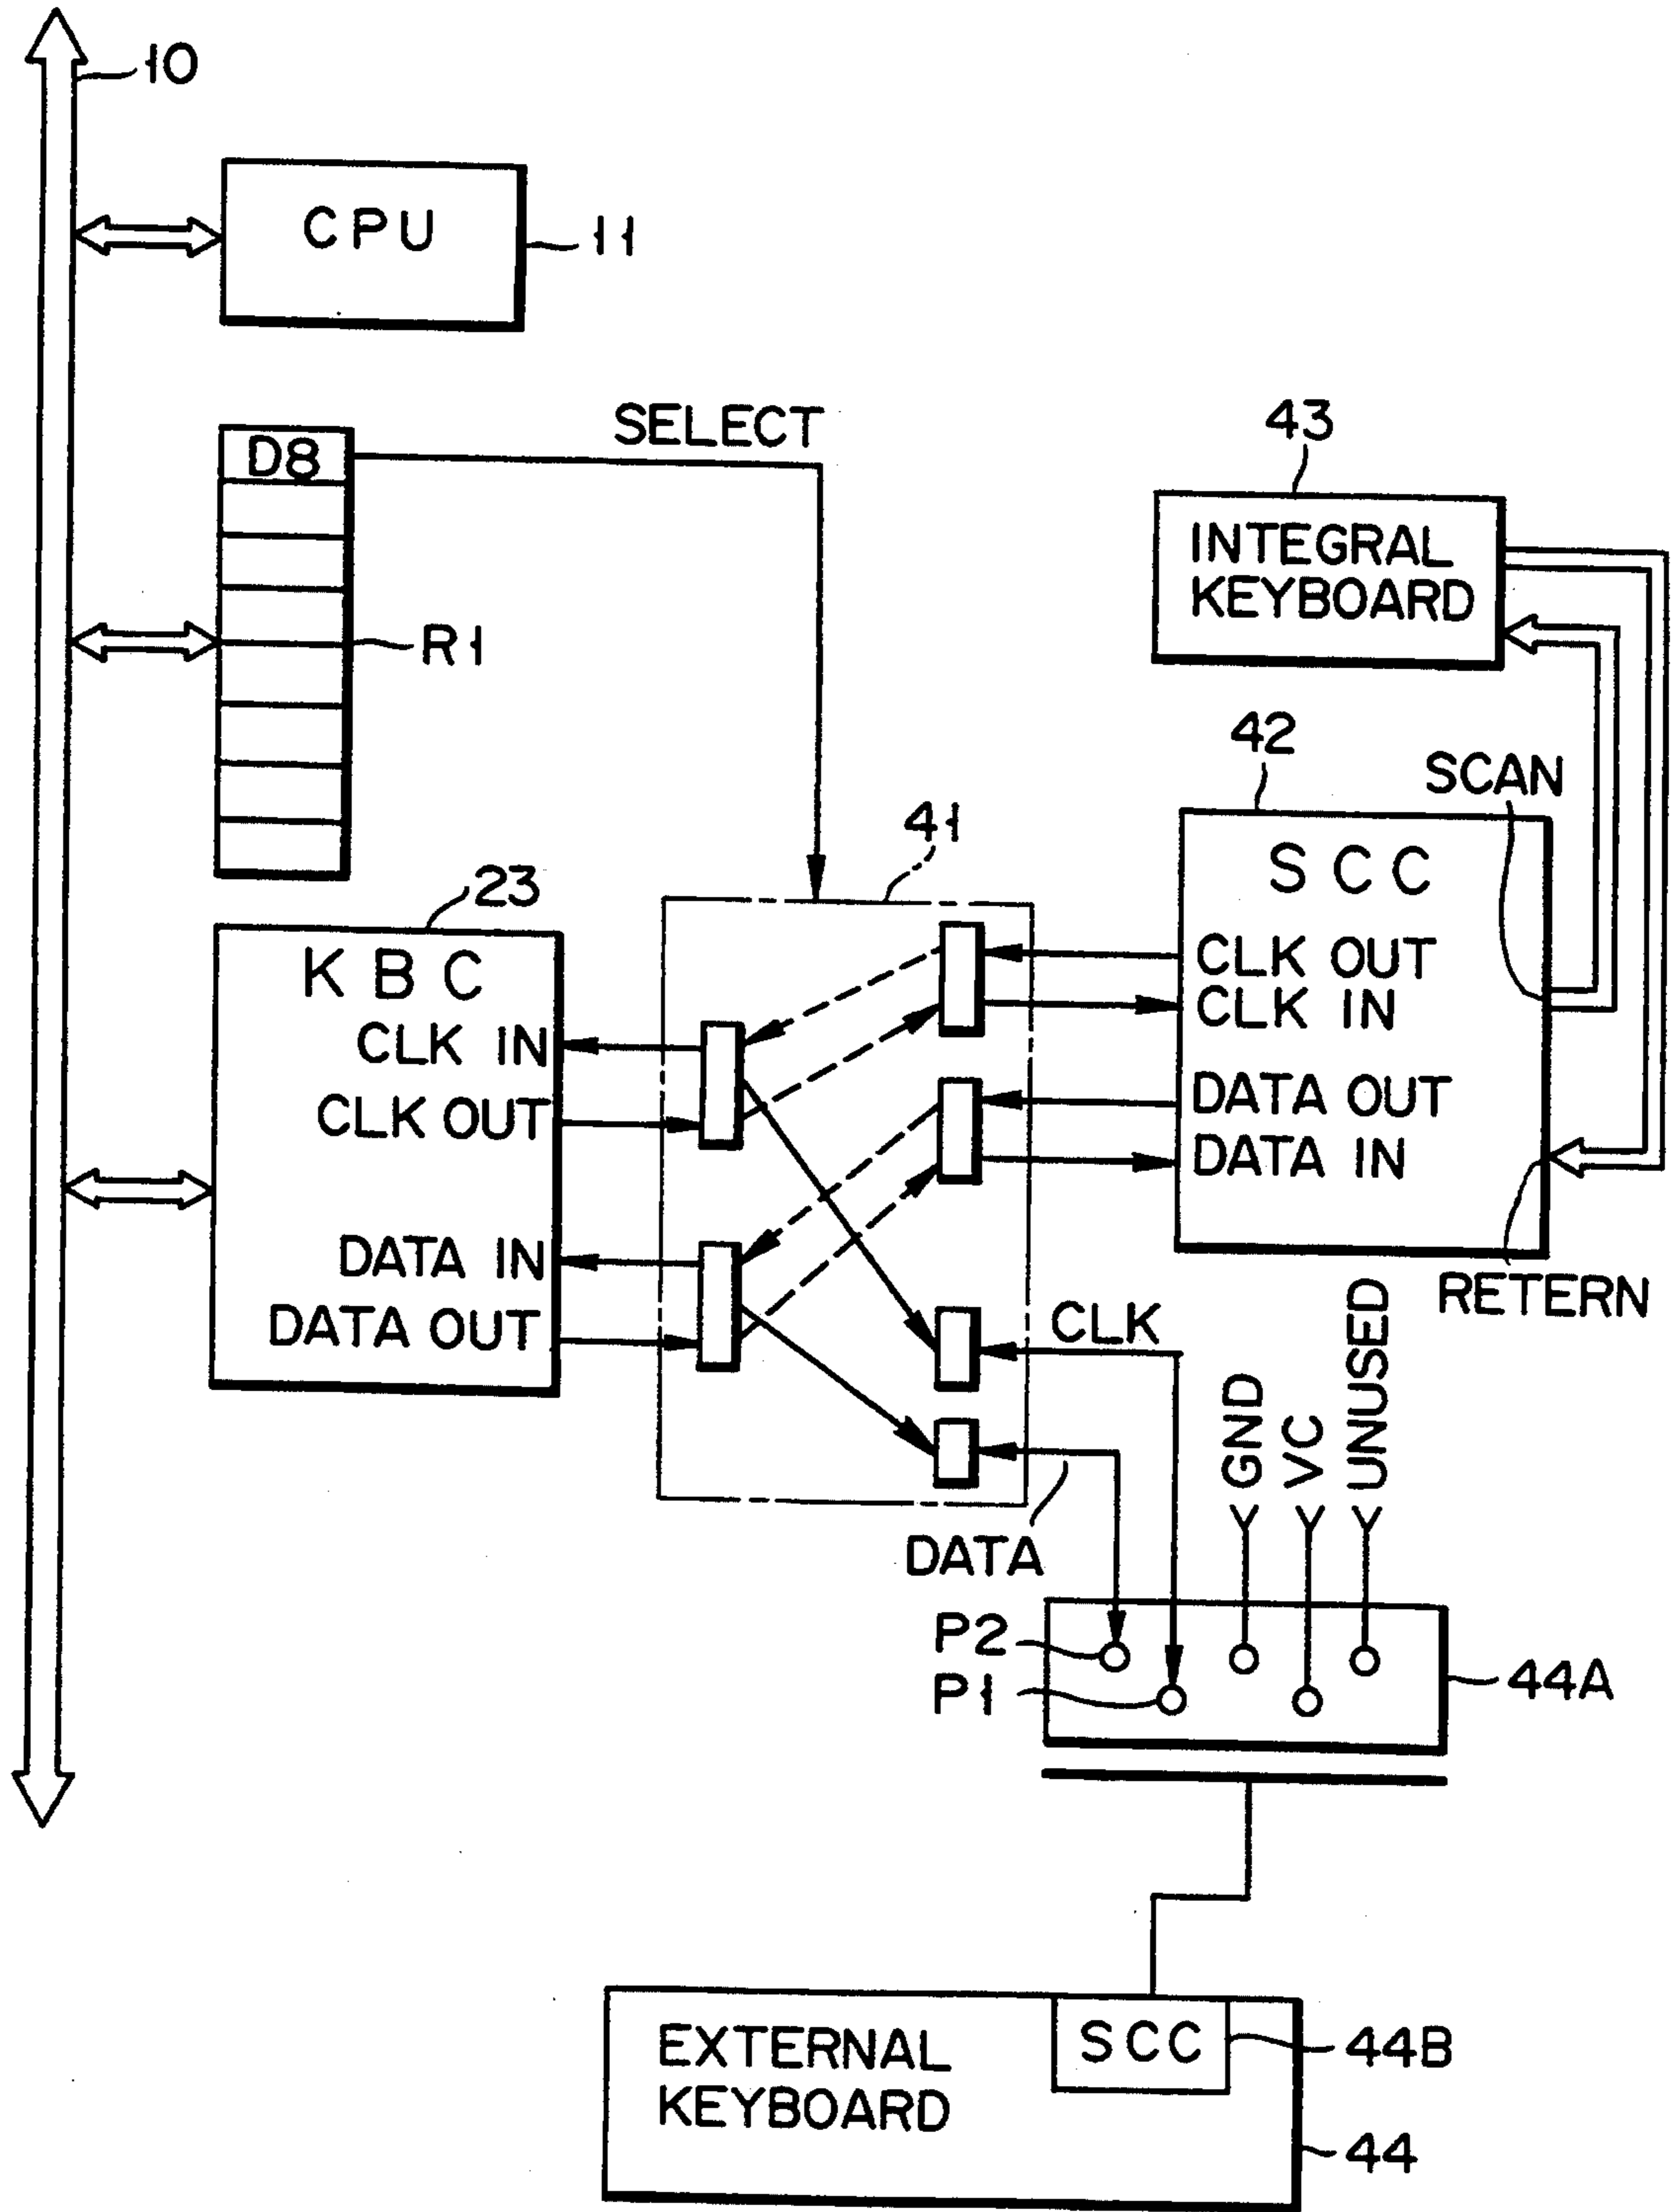 10
CPU
11
SELECT
D8
43
INTEGRAL
KEYBOARD
R1
42
SCAN
41
SCC
23
KBC
CLK OUT
CLK IN
CLK IN
CLK OUT
DATA OUT
DATA IN
DATA IN
DATA OUT
RETERN
CLK
GND
VC
UNUSED
DATA
P2
P1
44A
EXTERNAL
KEYBOARD
SCC
44B
44